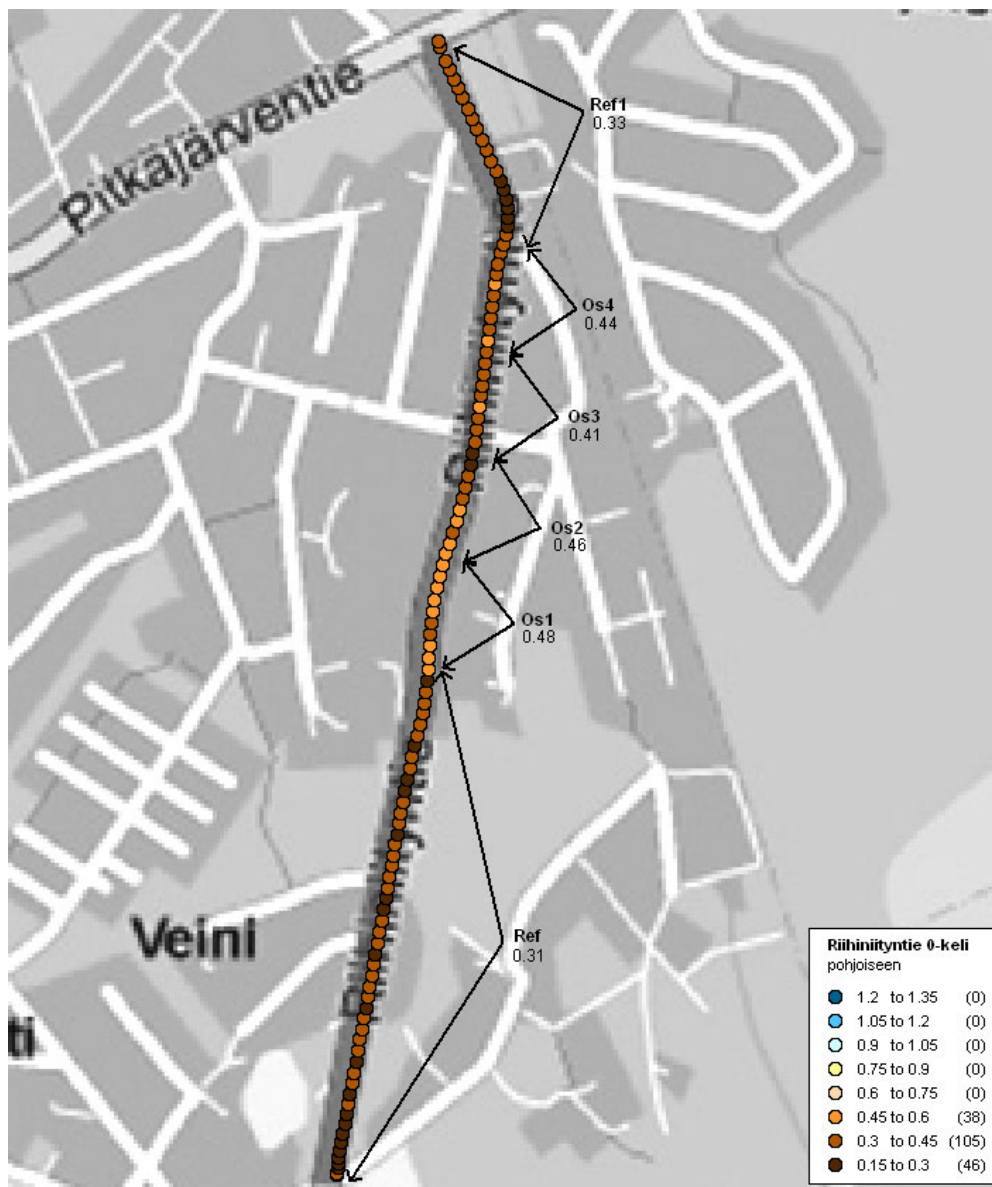 Pitkäjärventie
Ref1
0.33
Os4
0.44
Os3
0.41
Os2
0.46
Os1
0.48
Veini
Ref
0.31
ti
Riihiniityntie 0-keli
pohjoiseen
1.2 to 1.35 (0)
1.05 to 1.2 (0)
0.9 to 1.05 (0)
0.75 to 0.9 (0)
0.6 to 0.75 (0)
0.45 to 0.6 (38)
0.3 to 0.45 (105)
0.15 to 0.3 (46)